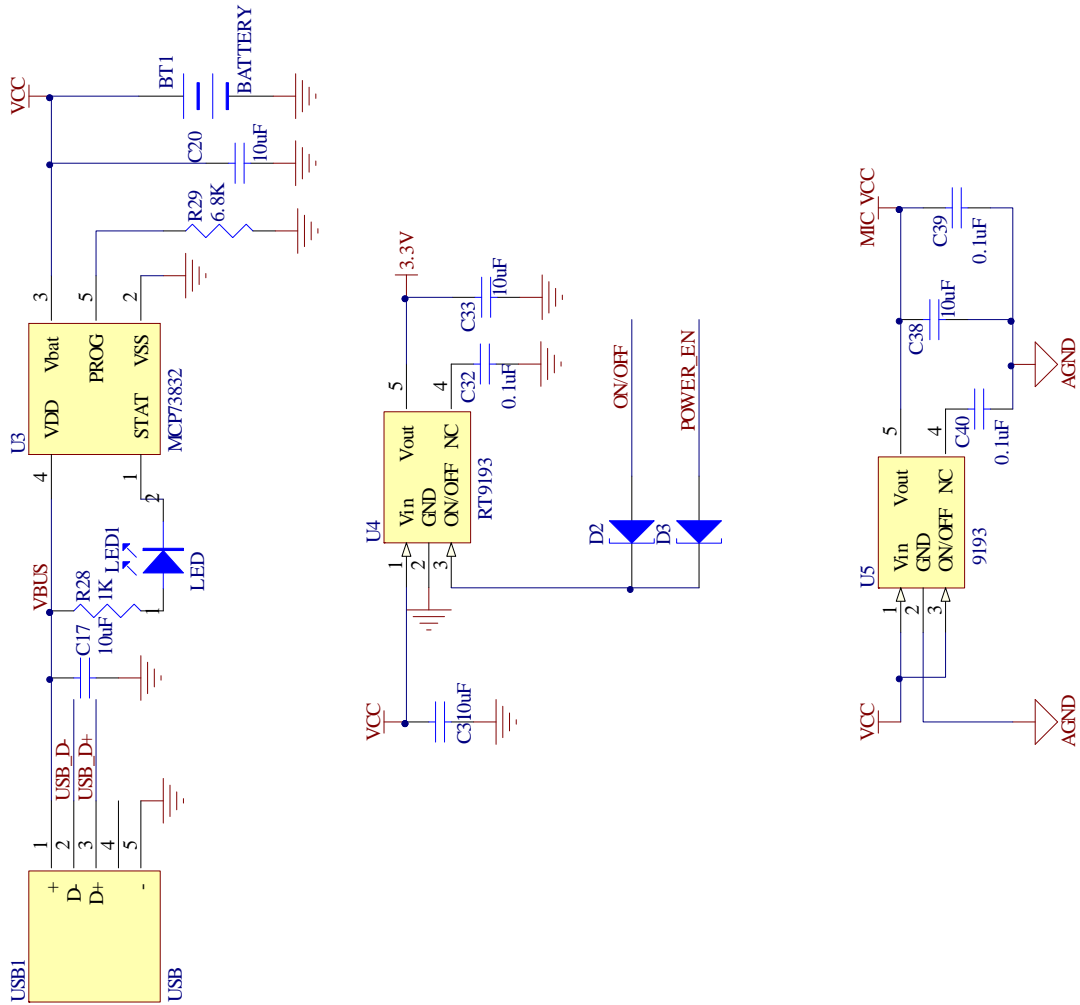 USB1
+
D-
D+
-
USB
1
2
3
4
5
USB_D-
USB_D+
VBUS
C17
10uF
R28
1K
1
LED1
LED
2
U3
4
1
VDD
STAT
Vbat
PROG
VSS
MCP73832
3
5
2
R29
6.8K
C20
10uF
VCC
BT1
BATTERY
VCC
C310uF
U4
1
2
3
Vin
GND
ON/OFF
Vout
NC
RT9193
5
4
3.3V
C32
0.1uF
C33
10uF
D2
D3
ON/OFF
POWER_EN
VCC
AGND
U5
1
2
3
Vin
GND
ON/OFF
Vout
NC
9193
5
4
C40
0.1uF
C38
10uF
C39
0.1uF
MIC VCC
AGND